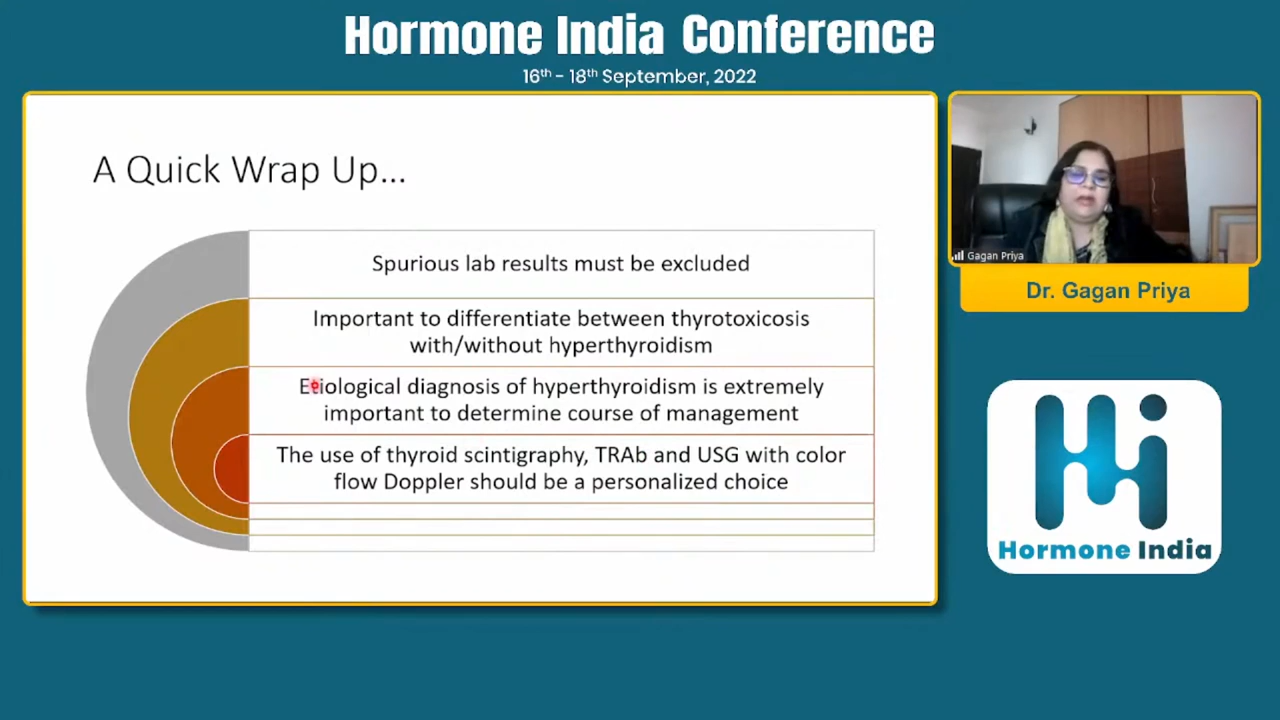 Hormone India Conference
16th - 18th September, 2022
A Quick Wrap Up...
Spurious lab results must be excluded
Important to differentiate between thyrotoxicosis
with/without hyperthyroidism
Etiological diagnosis of hyperthyroidism is extremely
important to determine course of management
The use of thyroid scintigraphy, TRAb and USG with color
flow Doppler should be a personalized choice
Gagan Priya
Dr. Gagan Priya
Hormone India